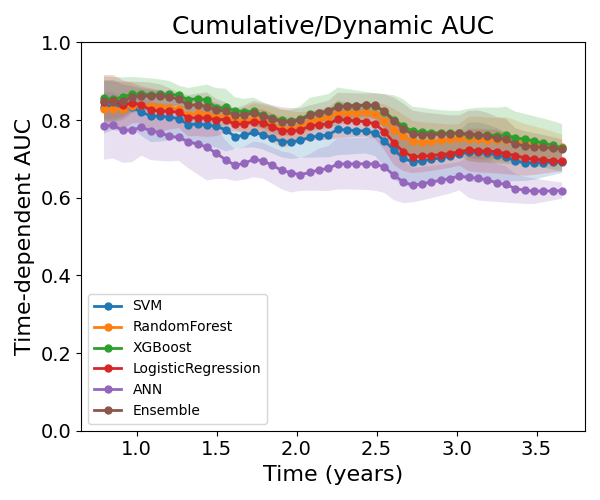 Cumulative/Dynamic AUC
Time-dependent AUC
1.0
0.8
0.6
0.4
0.2
0.0
SVM
RandomForest
XGBoost
LogisticRegression
ANN
Ensemble
1.0 1.5 2.0 2.5 3.0 3.5
Time (years)